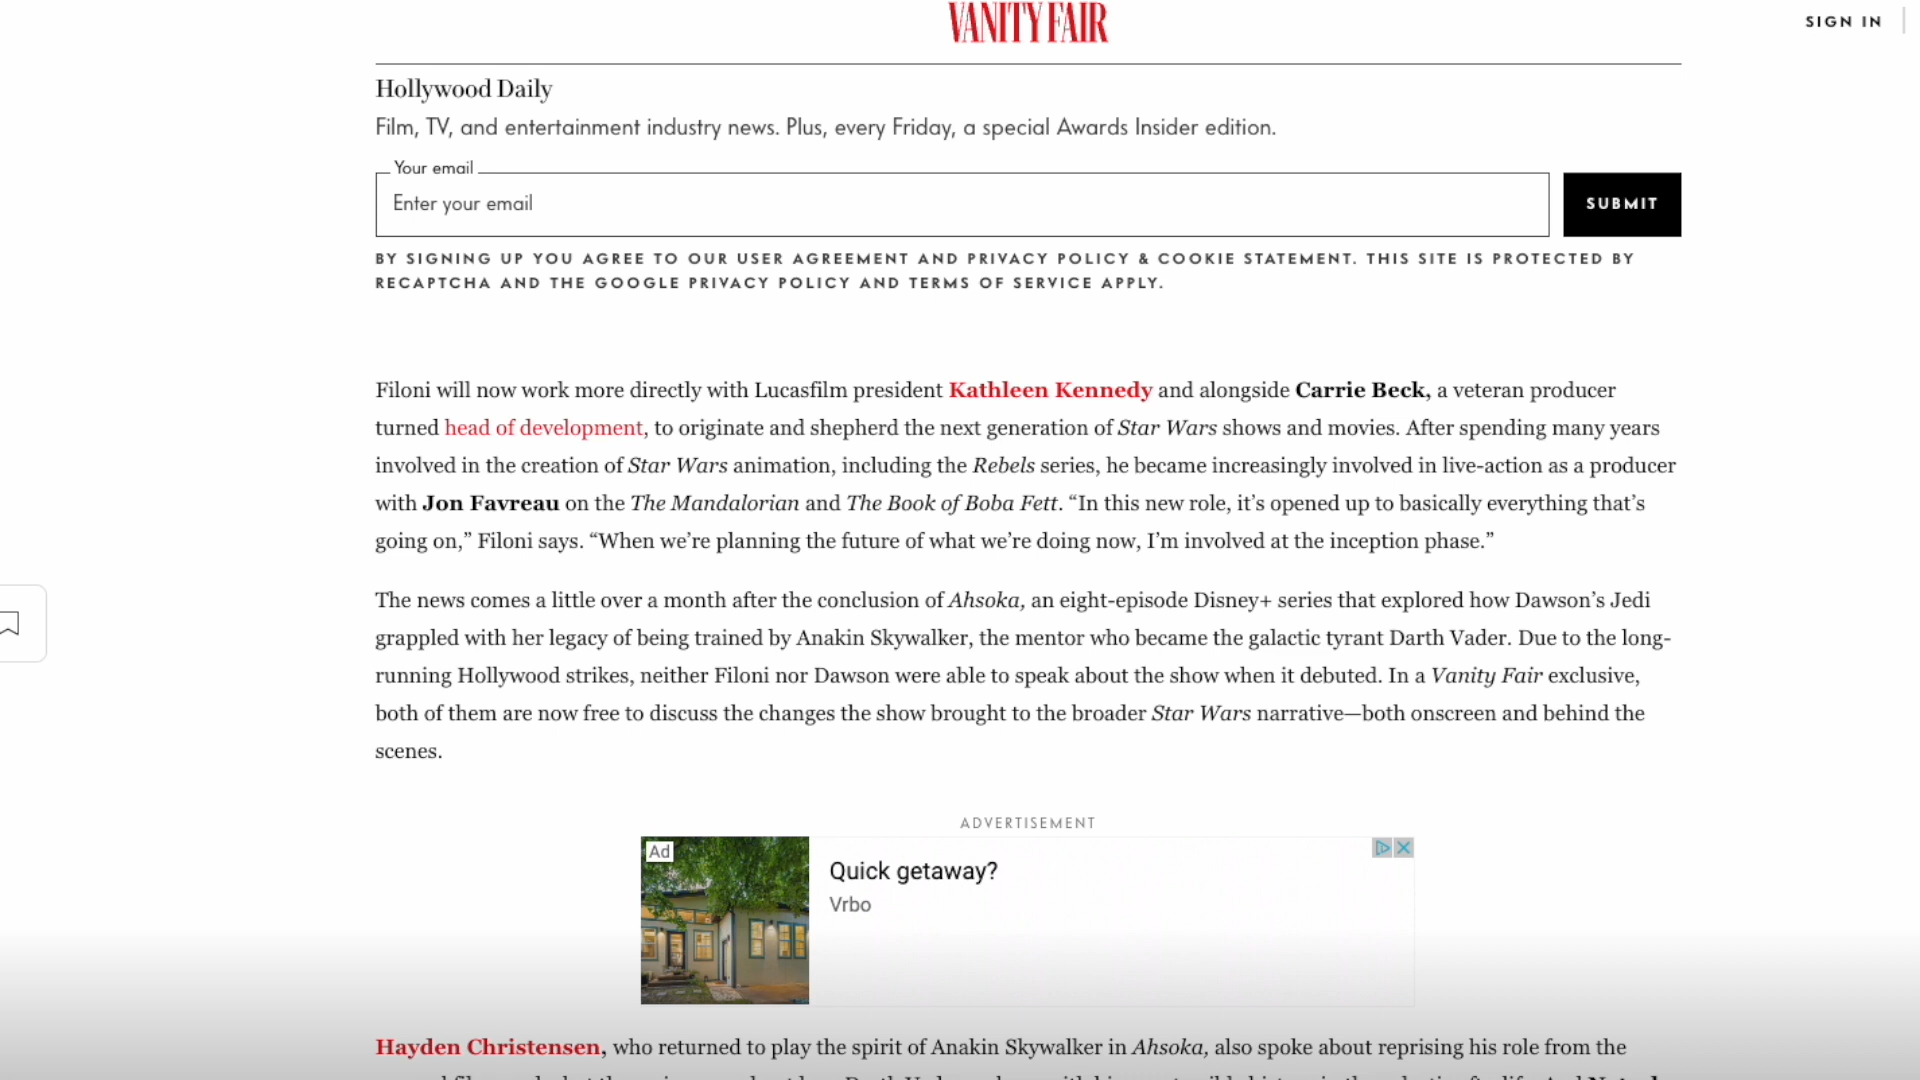 VANITY FAIR
SIGN IN
Hollywood Daily
Film, TV, and entertainment industry news. Plus, every Friday, a special Awards Insider edition.
Your email
Enter your email
SUBMIT
BY SIGNING UP YOU AGREE TO OUR USER AGREEMENT AND PRIVACY POLICY & COOKIE STATEMENT. THIS SITE IS PROTECTED BY
RECAPTCHA AND THE GOOGLE PRIVACY POLICY AND TERMS OF SERVICE APPLY.
Filoni will now work more directly with Lucasfilm president Kathleen Kennedy and alongside Carrie Beck, a veteran producer
turned head of development, to originate and shepherd the next generation of Star Wars shows and movies. After spending many years
involved in the creation of Star Wars animation, including the Rebels series, he became increasingly involved in live-action as a producer
with Jon Favreau on the The Mandalorian and The Book of Boba Fett. “In this new role, it’s opened up to basically everything that’s
going on,” Filoni says. “When we’re planning the future of what we’re doing now, I’m involved at the inception phase.”
The news comes a little over a month after the conclusion of Ahsoka, an eight-episode Disney+ series that explored how Dawson’s Jedi
grappled with her legacy of being trained by Anakin Skywalker, the mentor who became the galactic tyrant Darth Vader. Due to the long-
running Hollywood strikes, neither Filoni nor Dawson were able to speak about the show when it debuted. In a Vanity Fair exclusive,
both of them are now free to discuss the changes the show brought to the broader Star Wars narrative—both onscreen and behind the
scenes.
ADVERTISEMENT
Ad
Quick getaway?
Vrbo
Hayden Christensen, who returned to play the spirit of Anakin Skywalker in Ahsoka, also spoke about reprising his role from the